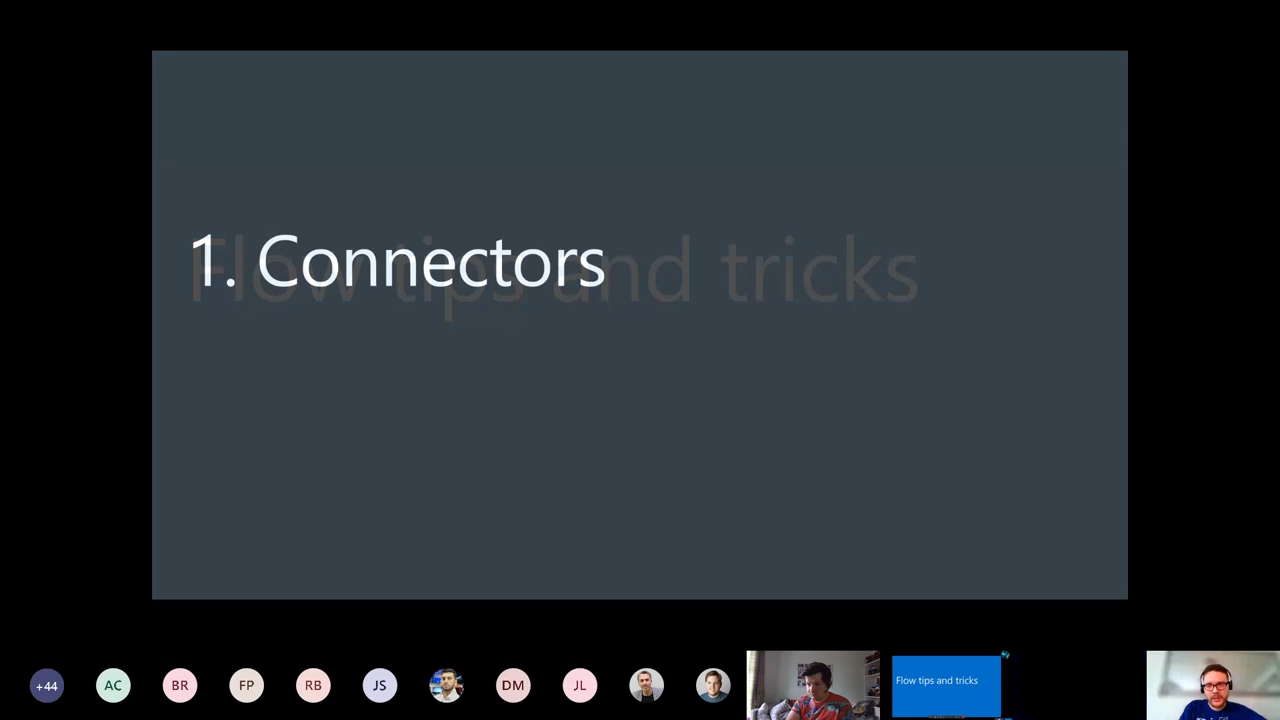 1. Connectors
Flow tips and tricks
+44
AC
BR
FP
RB
JS
DM
JL
Flow tips and tricks